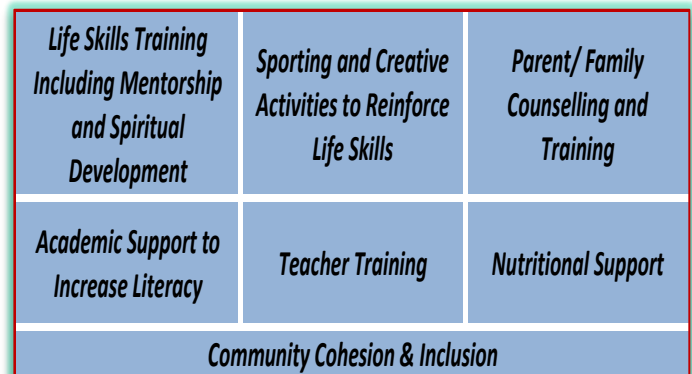 Life Skills Training
Including Mentorship
and Spiritual
Development
Sporting and Creative
Activities to Reinforce
Life Skills
Parent/ Family
Counselling and
Training
Academic Support to
Increase Literacy
Teacher Training
Nutritional Support
Community Cohesion & Inclusion